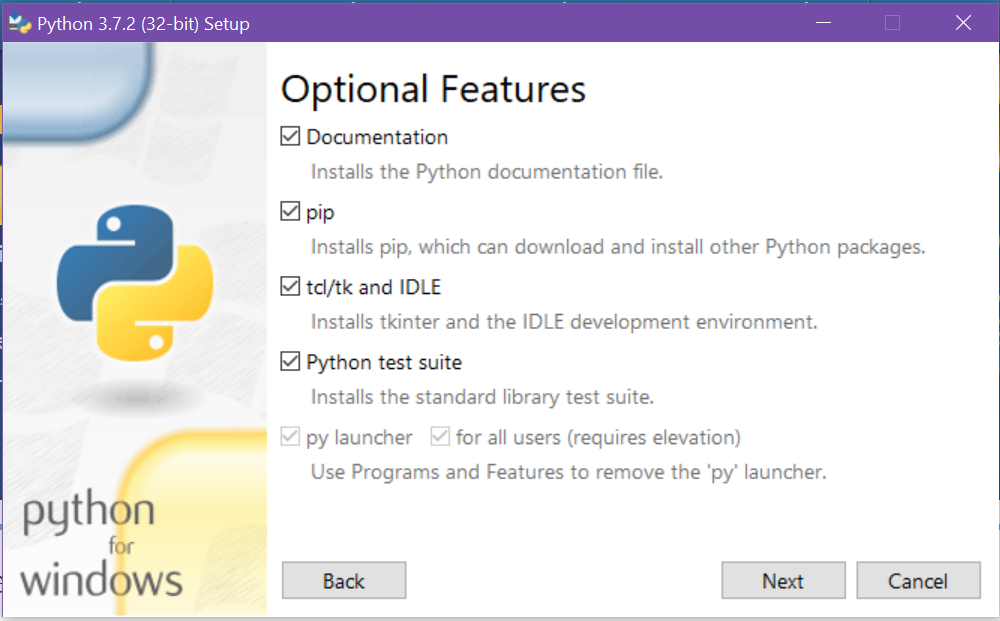 Python 3.7.2 (32-bit) Setup
Optional Features
Documentation
Installs the Python documentation file.
pip
Installs pip, which can download and install other Python packages.
tcl/tk and IDLE
Installs tkinter and the IDLE development environment.
Python test suite
Installs the standard library test suite.
py launcher for all users (requires elevation)
Use Programs and Features to remove the 'py' launcher.
python
for
windows
Back Next Cancel